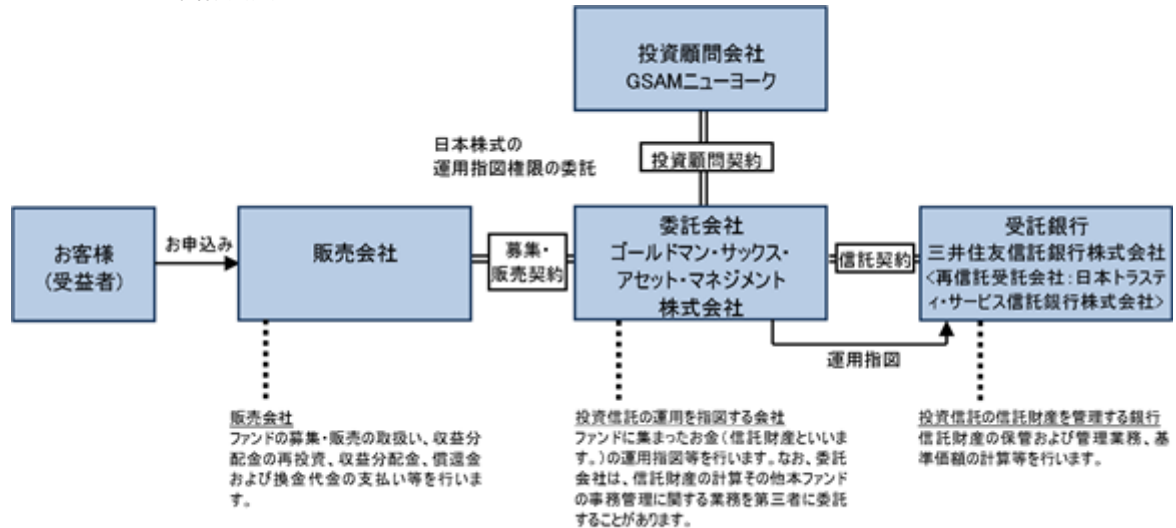 投資顧問会社
GSAMニューヨーク
日本株式の
運用指図権限の委託
投資顧問契約
お客様
(受益者)
お申込み
販売会社
募集・
販売契約
委託会社
ゴールドマン・サックス・
アセット・マネジメント
株式会社
信託契約
受託銀行
三井住友信託銀行株式会社
<再信託受託会社:日本トラステ
ィ・サービス信託銀行株式会社>
運用指図
販売会社
ファンドの募集・販売の取扱い、収益分
配金の再投資、収益分配金、償還金
および換金代金の支払い等を行いま
す。
投資信託の運用を指図する会社
ファンドに集まったお金(信託財産といいま
す。)の運用指図等を行います。なお、委託
会社は、信託財産の計算その他本ファンド
の事務管理に関する業務を第三者に委託
することがあります。
投資信託の信託財産を管理する銀行
信託財産の保管および管理業務、基
準価額の計算等を行います。